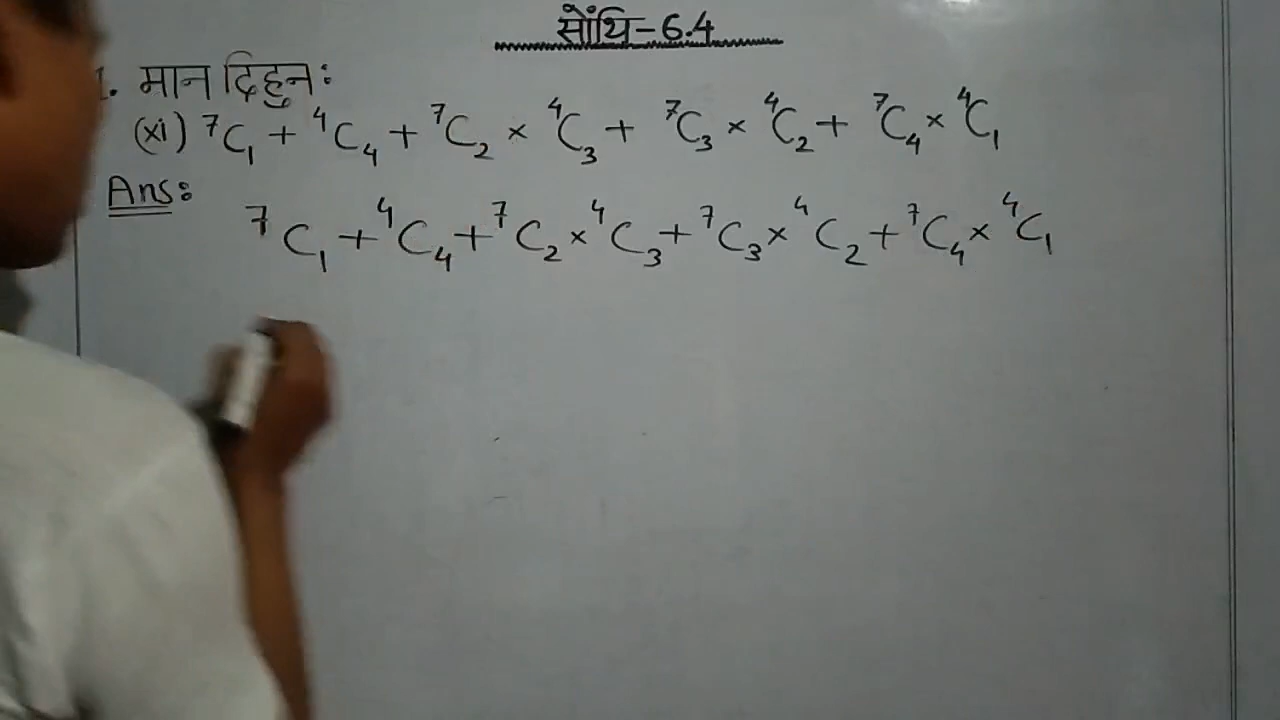 सोंथि-6.4
1. मान दिहुनः
(xi) ⁷C₁ + ⁴C₄ + ⁷C₂ × ⁴C₃ + ⁷C₃ × ⁴C₂ + ⁷C₄ × ⁴C₁
Ans:
⁷C₁ + ⁴C₄ + ⁷C₂ × ⁴C₃ + ⁷C₃ × ⁴C₂ + ⁷C₄ × ⁴C₁